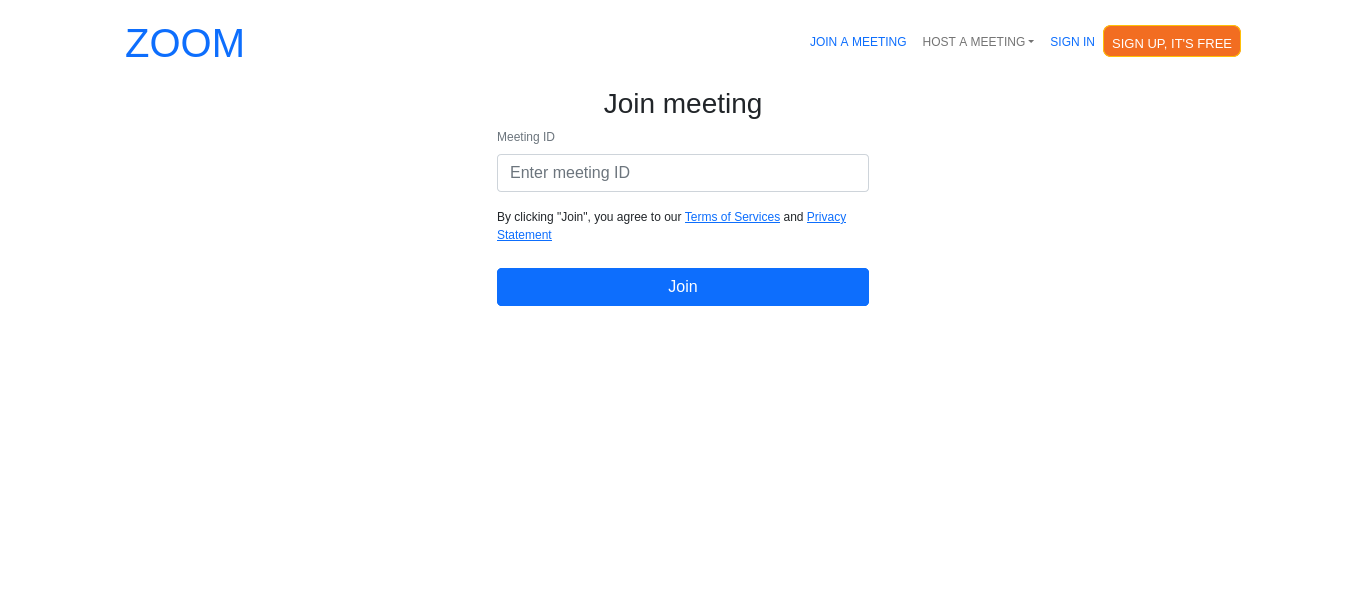 ZOOM
JOIN A MEETING
HOST A MEETING
SIGN IN
SIGN UP, IT'S FREE
Join meeting
Meeting ID
Enter meeting ID
By clicking "Join", you agree to our Terms of Services and Privacy
Statement
Join